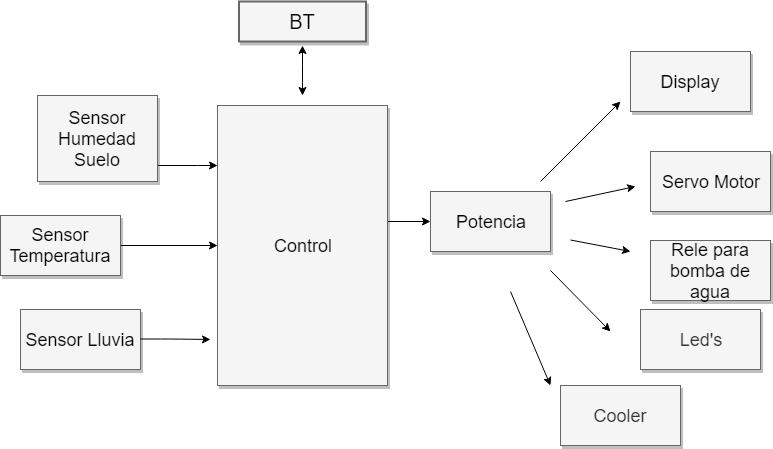 BT
Sensor
Humedad
Suelo
Sensor
Temperatura
Sensor Lluvia
Control
Potencia
Display
Servo Motor
Rele para
bomba de
agua
Led's
Cooler